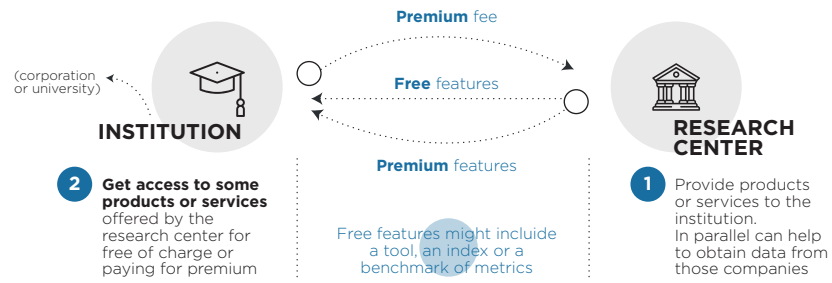 Premium fee
(corporation
or university)
Free features
INSTITUTION
RESEARCH
CENTER
Premium features
2
Get access to some
products or services
offered by the
research center for
free of charge or
paying for premium
Free features might incluide
a tool, an index or a
benchmark of metrics
1
Provide products
or services to the
institution.
In parallel can help
to obtain data from
those companies